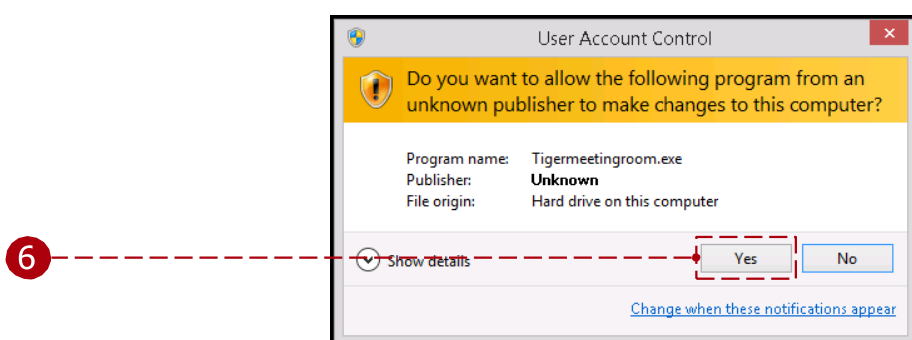 User Account Control
Do you want to allow the following program from an
unknown publisher to make changes to this computer?
Program name: Tigermeetingroom.exe
Publisher: Unknown
File origin: Hard drive on this computer
6
Show details
Yes No
Change when these notifications appear